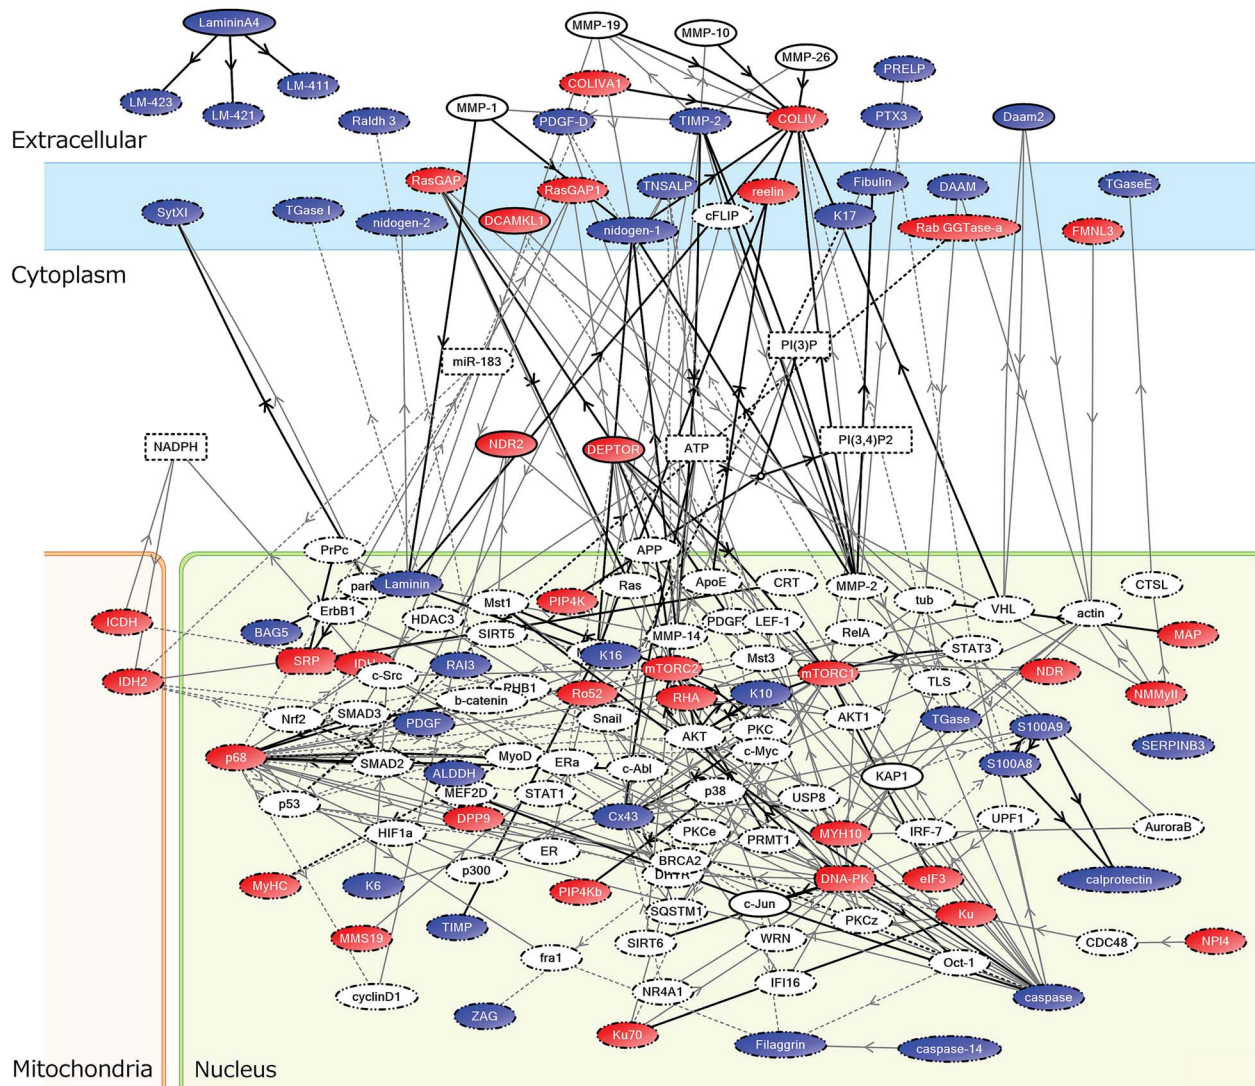 LamininA4
MMP-19
MMP-10
MMP-26
PRELP
COLIVA1
LM-411
LM-423
LM-421
Raldh 3
MMP-1
PDGF-D
TIMP-2
COLIV
PTX3
Daam2
Extracellular
RasGAP
RasGAP1
TNSALP
reelin
Fibulin
DAAM
TGaseE
SytXI
TGase I
nidogen-2
DCAMKL1
nidogen-1
cFLIP
K17
Rab GGTase-a
FMNL3
Cytoplasm
PI(3)P
miR-183
NADPH
NDR2
DEPTOR
ATP
PI(3,4)P2
PrPc
APP
Laminin
Ras
ApoE
CRT
MMP-2
CTSL
ErbB1
Mst1
PIP4K
tub
VHL
actin
ICDH
BAG5
HDAC3
SIRT5
MMP-14
PDGF
LEF-1
RelA
MAP
SRP
RAI3
K16
mTORC2
Mst3
mTORC1
STAT3
NDR
IDH2
c-Src
PHB1
b-catenin
Ro52
RHA
K10
TLS
NMMyII
Nrf2
SMAD3
PDGF
Snail
AKT
PKC
AKT1
TGase
S100A9
SERPINB3
p68
SMAD2
ALDDH
MyoD
ERa
c-Abl
c-Myc
KAP1
S100A8
p53
MEF2D
STAT1
p38
USP8
HIF1a
DPP9
Cx43
PKCe
PRMT1
MYH10
IRF-7
UPF1
AuroraB
MyHC
K6
p300
ER
PIP4Kb
BRCA2
DNA-PK
eIF3
calprotectin
TIMP
SQSTM1
c-Jun
PKCz
Ku
MMS19
SIRT6
WRN
CDC48
NPI4
fra1
Oct-1
cyclinD1
NR4A1
IFI16
caspase
ZAG
Ku70
Filaggrin
caspase-14
Mitochondria
Nucleus